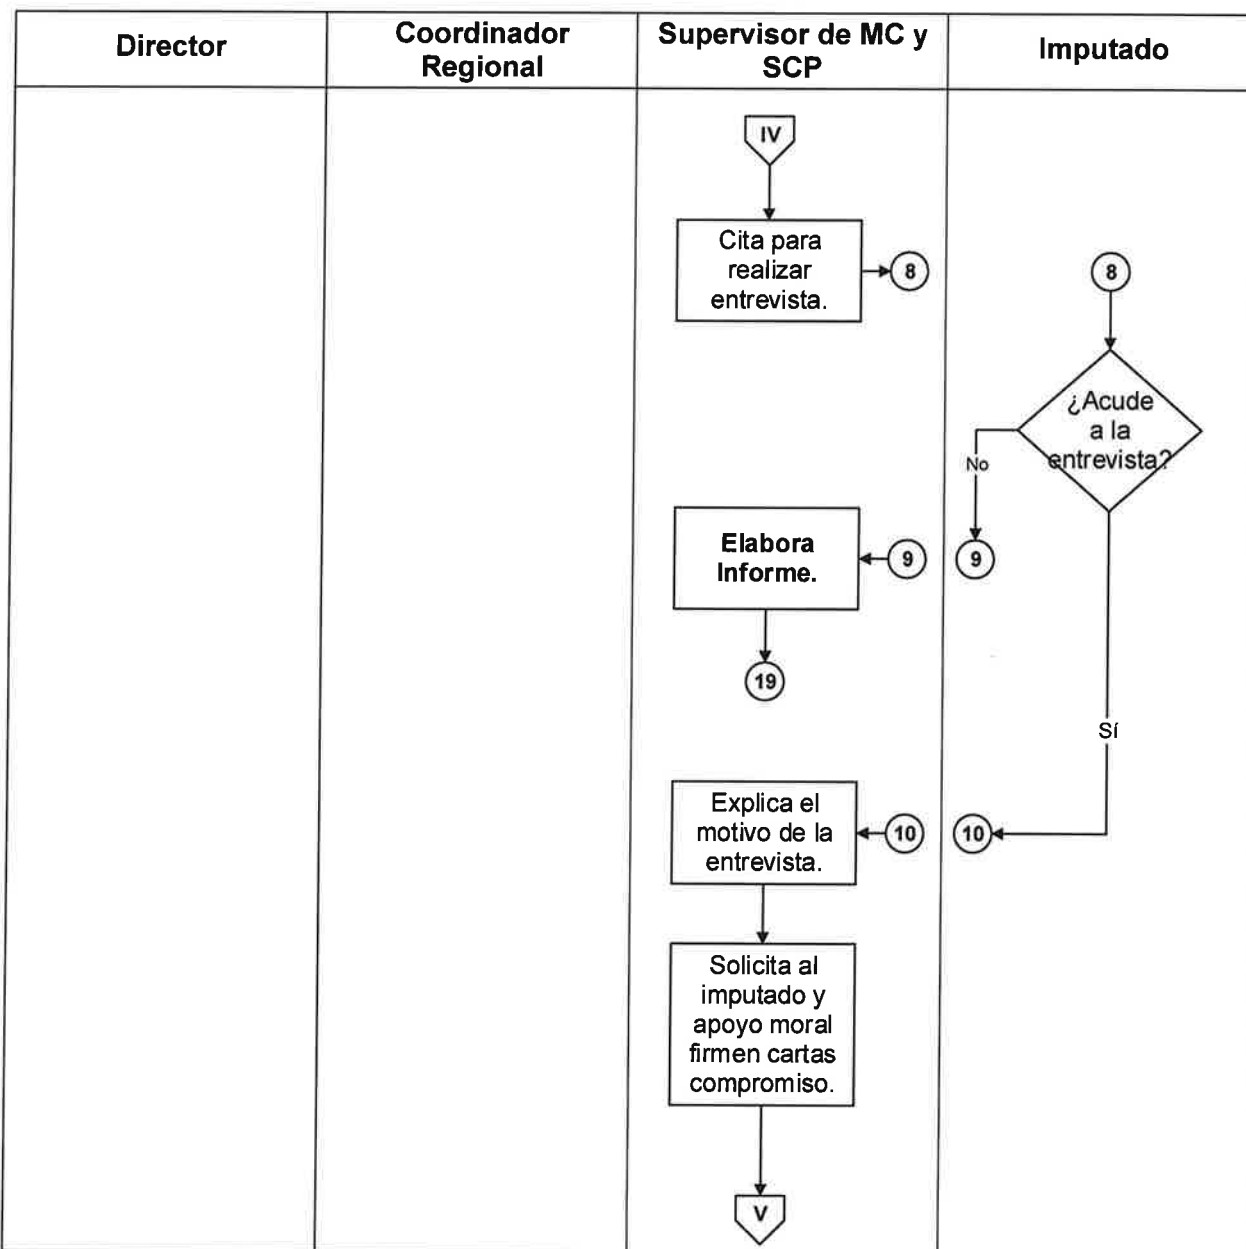 Director
Coordinador
Regional
Supervisor de MC y
SCP
Imputado
IV
Cita para
realizar
entrevista.
8
8
¿Acude
a la
entrevista?
No
Elabora
Informe.
9
9
19
Sí
Explica el
motivo de la
entrevista.
10
10
Solicita al
imputado y
apoyo moral
firmen cartas
compromiso.
V